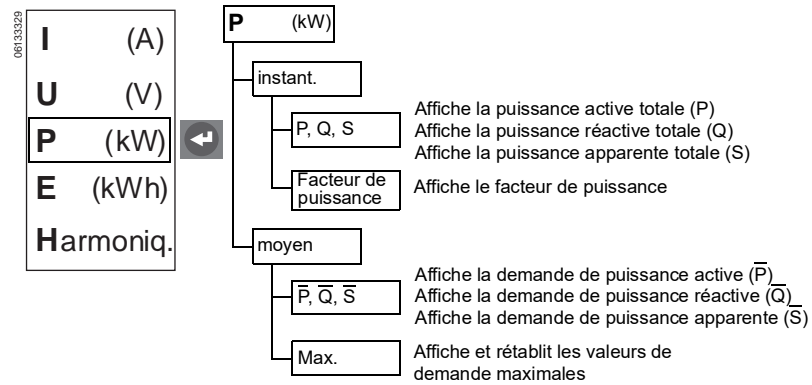 06133329
I (A)
U (V)
P (kW)
E (kWh)
Harmoniq.
P (kW)
instant.
P, Q, S
Affiche la puissance active totale (P)
Affiche la puissance réactive totale (Q)
Affiche la puissance apparente totale (S)
Facteur de
puissance
Affiche le facteur de puissance
moyen
P̅, Q̅, S̅
Affiche la demande de puissance active (P̅)
Affiche la demande de puissance réactive (Q̅)
Affiche la demande de puissance apparente (S̅)
Max.
Affiche et rétablit les valeurs de
demande maximales